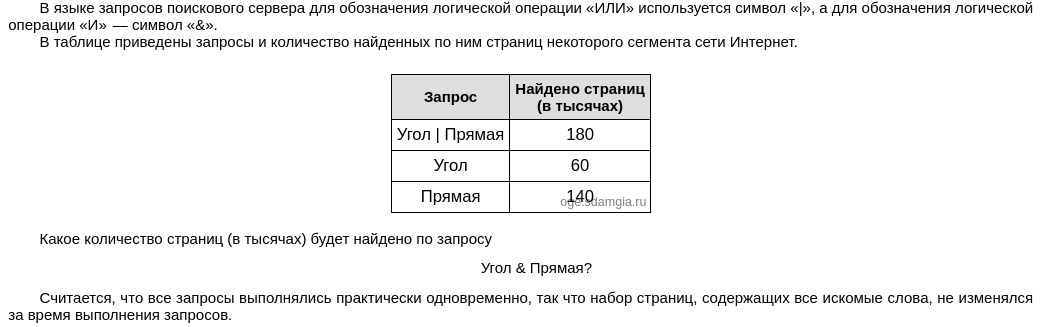 В языке запросов поискового сервера для обозначения логической операции «ИЛИ» используется символ «|», а для обозначения логической
операции «И» — символ «&».
В таблице приведены запросы и количество найденных по ним страниц некоторого сегмента сети Интернет.
Запрос Найдено страниц
(в тысячах)
Угол | Прямая 180
Угол 60
Прямая 140
oge.sdamgia.ru
Какое количество страниц (в тысячах) будет найдено по запросу
Угол & Прямая?
Считается, что все запросы выполнялись практически одновременно, так что набор страниц, содержащих все искомые слова, не изменялся
за время выполнения запросов.